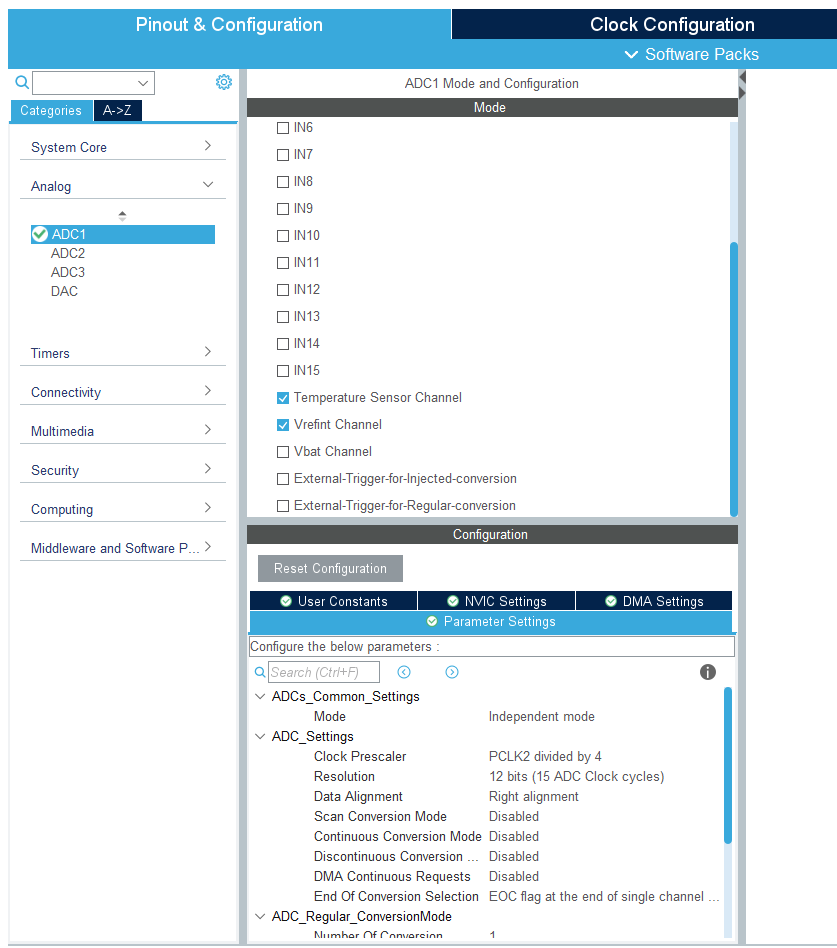 Pinout & Configuration
Clock Configuration
Software Packs
Categories
A->Z
System Core
Analog
ADC1
ADC2
ADC3
DAC
Timers
Connectivity
Multimedia
Security
Computing
Middleware and Software P...
ADC1 Mode and Configuration
Mode
IN6
IN7
IN8
IN9
IN10
IN11
IN12
IN13
IN14
IN15
Temperature Sensor Channel
Vrefint Channel
Vbat Channel
External-Trigger-for-Injected-conversion
External-Trigger-for-Regular-conversion
Configuration
Reset Configuration
User Constants
NVIC Settings
DMA Settings
Parameter Settings
Configure the below parameters :
Search (Ctrl+F)
ADCs_Common_Settings
Mode Independent mode
ADC_Settings
Clock Prescaler PCLK2 divided by 4
Resolution 12 bits (15 ADC Clock cycles)
Data Alignment Right alignment
Scan Conversion Mode Disabled
Continuous Conversion Mode Disabled
Discontinuous Conversion ... Disabled
DMA Continuous Requests Disabled
End Of Conversion Selection EOC flag at the end of single channel ...
ADC_Regular_ConversionMode
Number Of Conversion 1